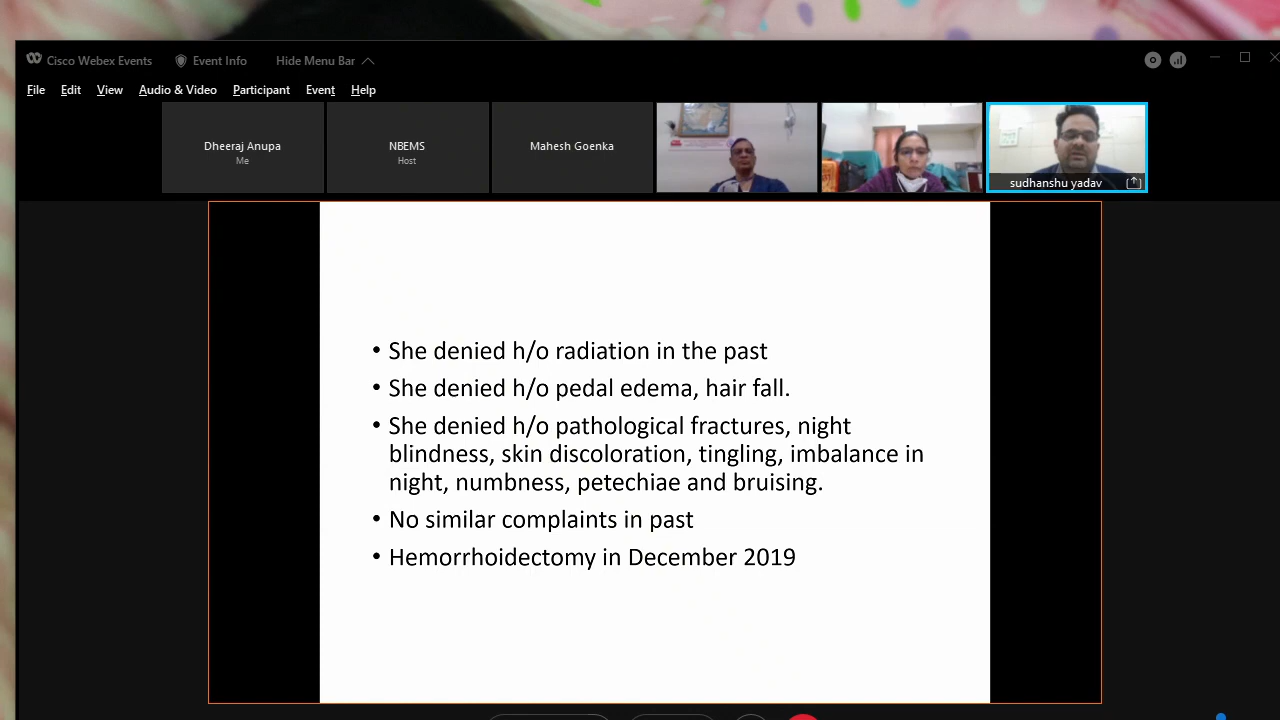 Cisco Webex Events
Event Info
Hide Menu Bar
File Edit View Audio & Video Participant Event Help
Dheeraj Anupa
Me
NBEMS
Host
Mahesh Goenka
sudhanshu yadav
• She denied h/o radiation in the past
• She denied h/o pedal edema, hair fall.
• She denied h/o pathological fractures, night
blindness, skin discoloration, tingling, imbalance in
night, numbness, petechiae and bruising.
• No similar complaints in past
• Hemorrhoidectomy in December 2019